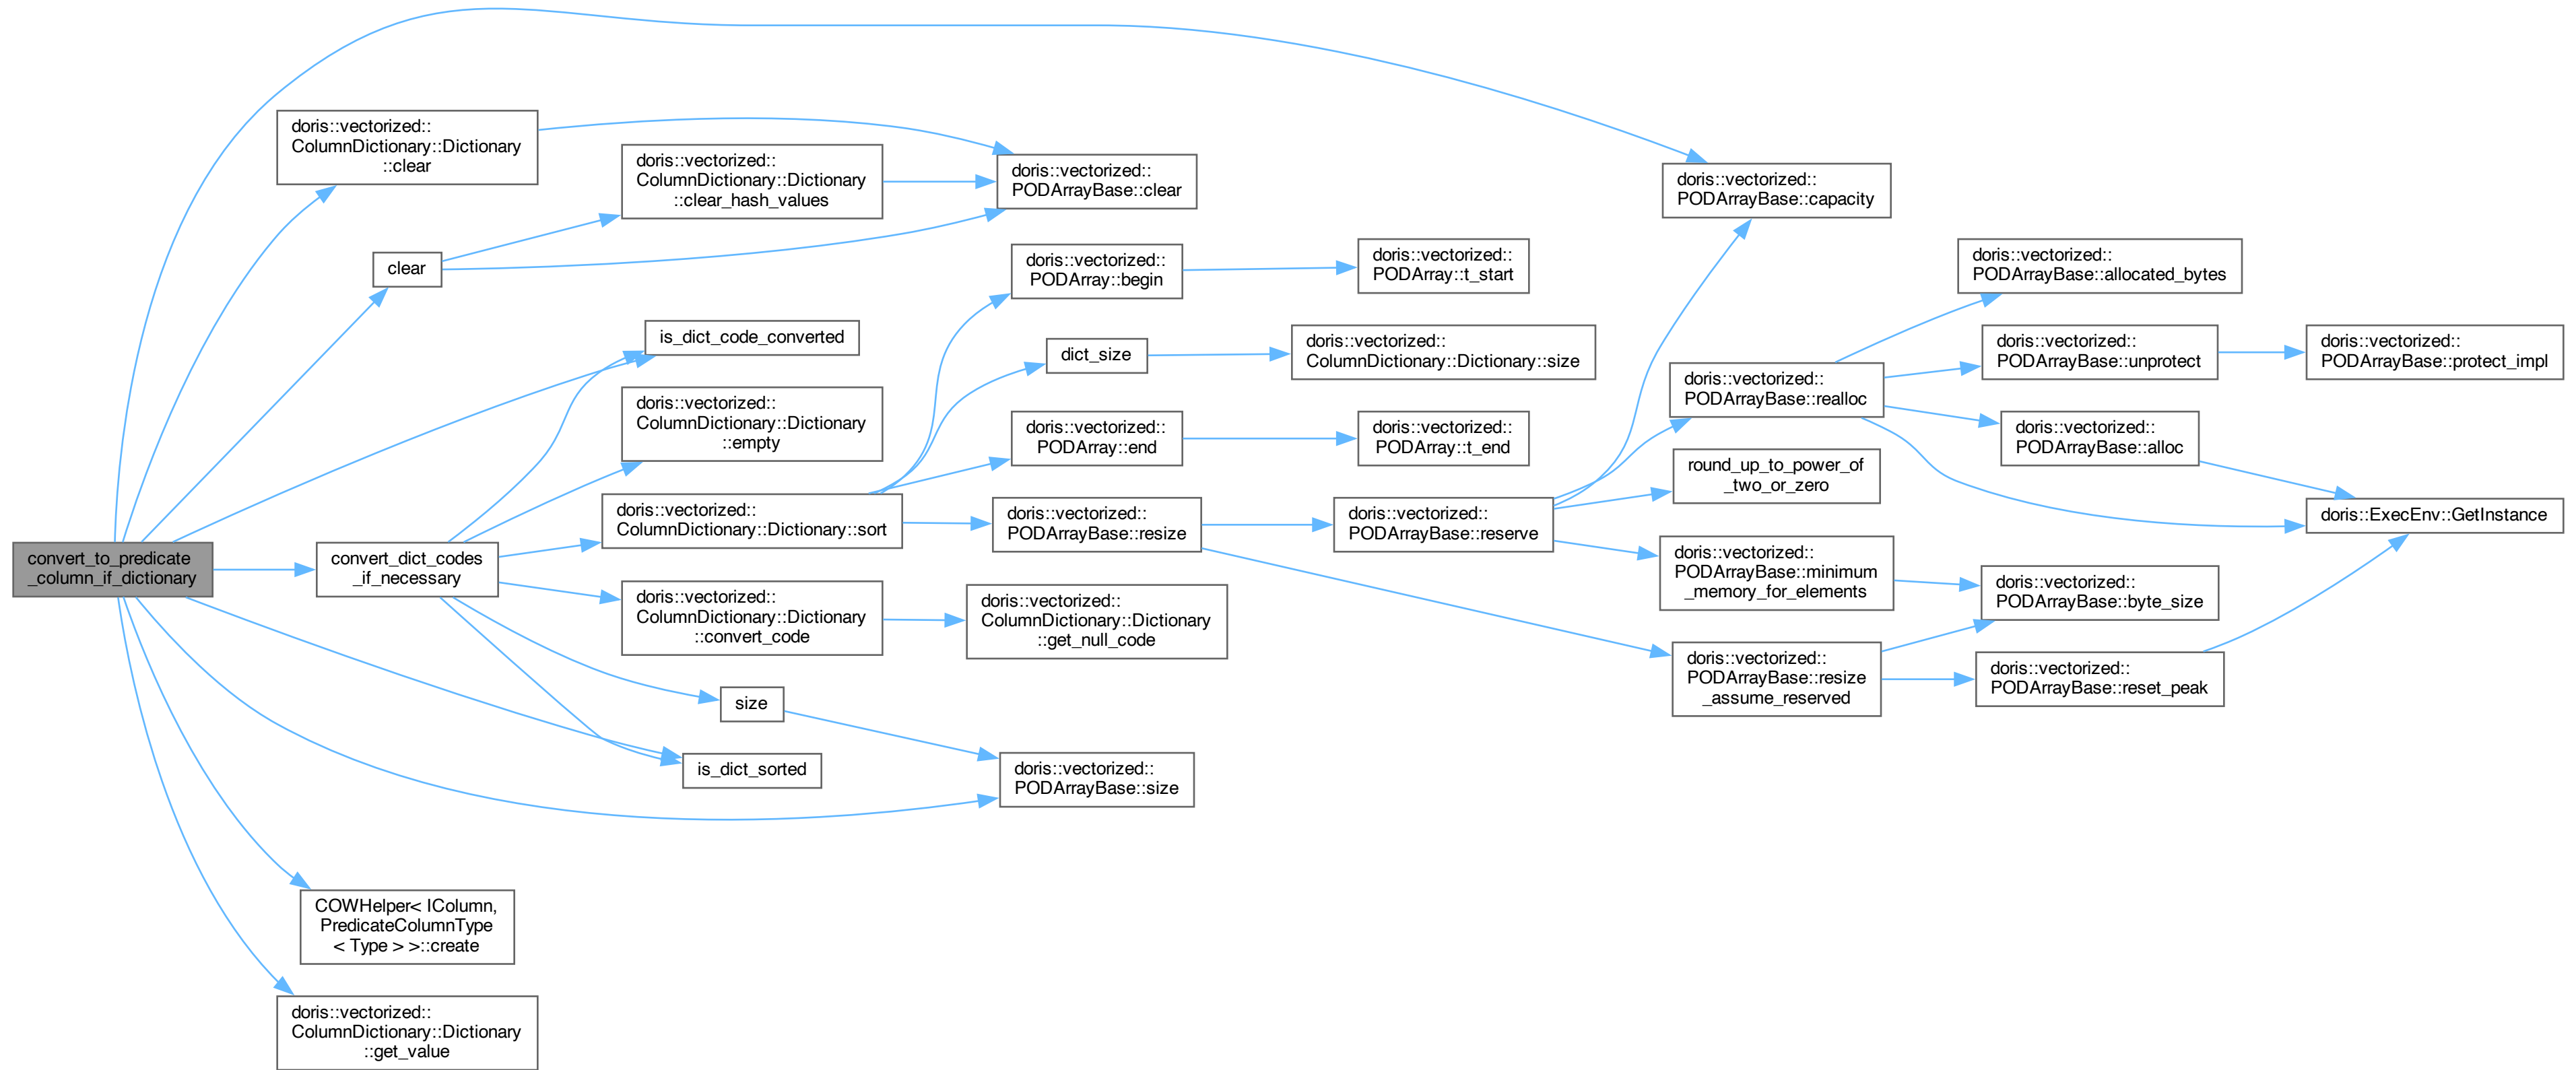 convert_to_predicate
_column_if_dictionary
doris::vectorized::
ColumnDictionary::Dictionary
::clear
clear
convert_dict_codes
_if_necessary
COWHelper< IColumn,
PredicateColumnType
< Type > >::create
doris::vectorized::
ColumnDictionary::Dictionary
::get_value
doris::vectorized::
ColumnDictionary::Dictionary
::clear_hash_values
is_dict_code_converted
doris::vectorized::
ColumnDictionary::Dictionary
::empty
doris::vectorized::
ColumnDictionary::Dictionary::sort
doris::vectorized::
ColumnDictionary::Dictionary
::convert_code
size
is_dict_sorted
doris::vectorized::
PODArrayBase::clear
doris::vectorized::
PODArray::begin
dict_size
doris::vectorized::
PODArray::end
doris::vectorized::
PODArrayBase::resize
doris::vectorized::
ColumnDictionary::Dictionary
::get_null_code
doris::vectorized::
PODArrayBase::size
doris::vectorized::
PODArray::t_start
doris::vectorized::
ColumnDictionary::Dictionary::size
doris::vectorized::
PODArray::t_end
doris::vectorized::
PODArrayBase::reserve
doris::vectorized::
PODArrayBase::capacity
doris::vectorized::
PODArrayBase::realloc
round_up_to_power_of
_two_or_zero
doris::vectorized::
PODArrayBase::minimum
_memory_for_elements
doris::vectorized::
PODArrayBase::resize
_assume_reserved
doris::vectorized::
PODArrayBase::allocated_bytes
doris::vectorized::
PODArrayBase::unprotect
doris::vectorized::
PODArrayBase::alloc
doris::vectorized::
PODArrayBase::byte_size
doris::vectorized::
PODArrayBase::reset_peak
doris::vectorized::
PODArrayBase::protect_impl
doris::ExecEnv::GetInstance